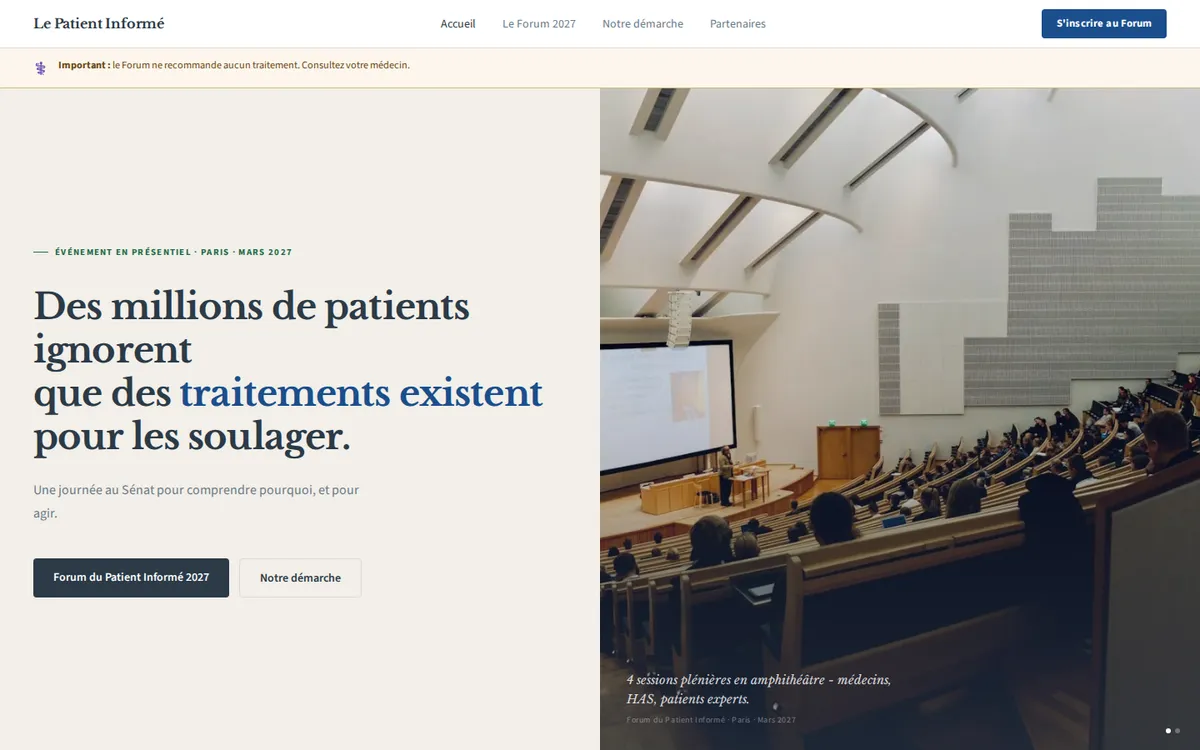 Le Patient Informé
Accueil
Le Forum 2027
Notre démarche
Partenaires
S'inscrire au Forum
Important : le Forum ne recommande aucun traitement. Consultez votre médecin.
ÉVÉNEMENT EN PRÉSENTIEL · PARIS · MARS 2027
Des millions de patients
ignorent
que des traitements existent
pour les soulager.
Une journée au Sénat pour comprendre pourquoi, et pour
agir.
Forum du Patient Informé 2027
Notre démarche
4 sessions plénières en amphithéâtre - médecins,
HAS, patients experts.
Forum du Patient Informé · Paris · Mars 2027